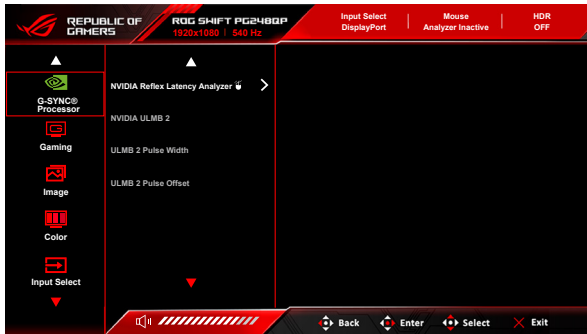 REPUBLIC OF
GAMERS
ROG SWIFT PG248QP
1920x1080 | 540 Hz
Input Select
DisplayPort
Mouse
Analyzer Inactive
HDR
OFF
G-SYNC®
Processor
Gaming
Image
Color
Input Select
NVIDIA Reflex Latency Analyzer
NVIDIA ULMB 2
ULMB 2 Pulse Width
ULMB 2 Pulse Offset
Back
Enter
Select
Exit